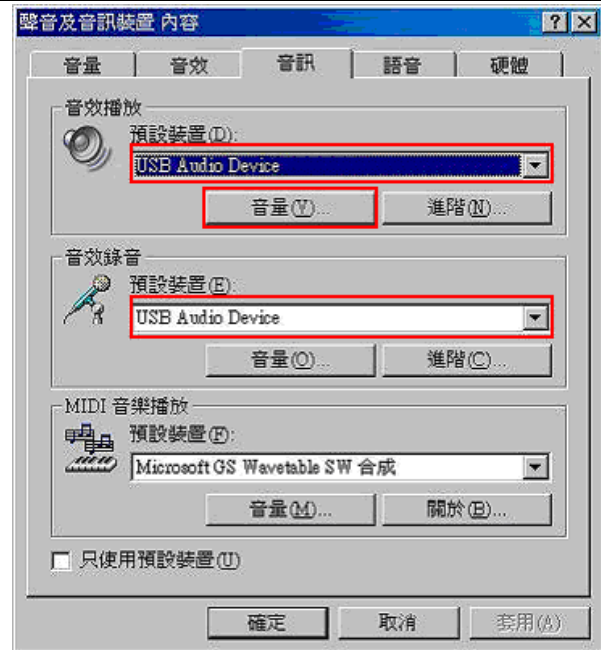 聲音及音訊裝置 內容
音量 音效 音訊 語音 硬體
音效播放
預設裝置(D):
USB Audio Device
音量(V)... 進階(N)...
音效錄音
預設裝置(E):
USB Audio Device
音量(O)... 進階(C)...
MIDI 音樂播放
預設裝置(F):
Microsoft GS Wavetable SW 合成
音量(M)... 關於(B)...
只使用預設裝置(U)
確定 取消 套用(A)